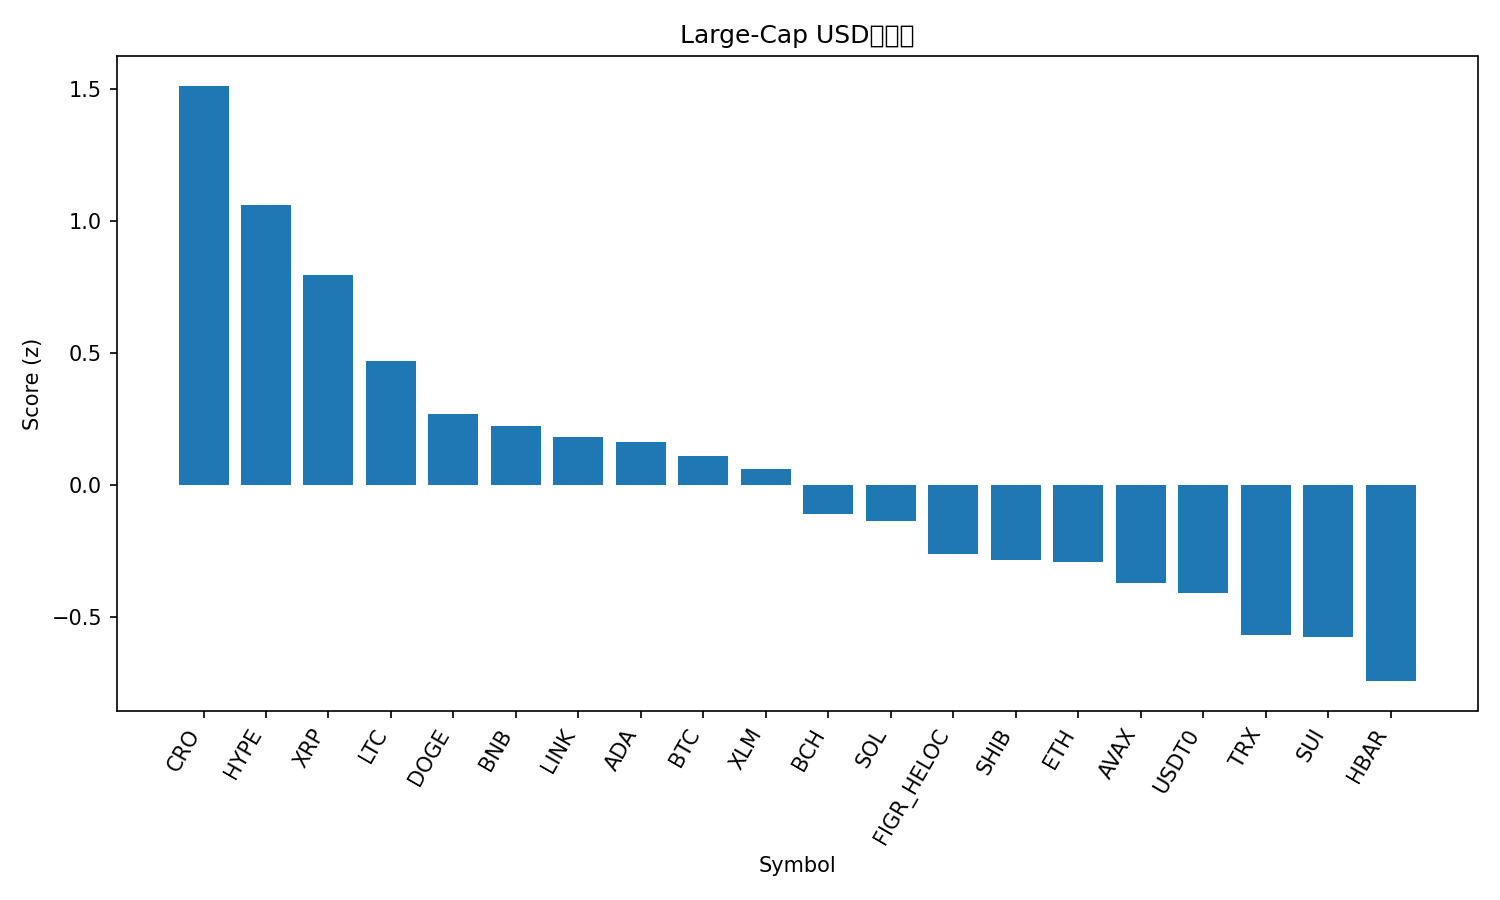 Large-Cap USD
Score (z)
1.5
1.0
0.5
0.0
−0.5
CRO
HYPE
XRP
LTC
DOGE
BNB
LINK
ADA
BTC
XLM
BCH
SOL
FIGR_HELOC
SHIB
ETH
AVAX
USDT0
TRX
SUI
HBAR
Symbol